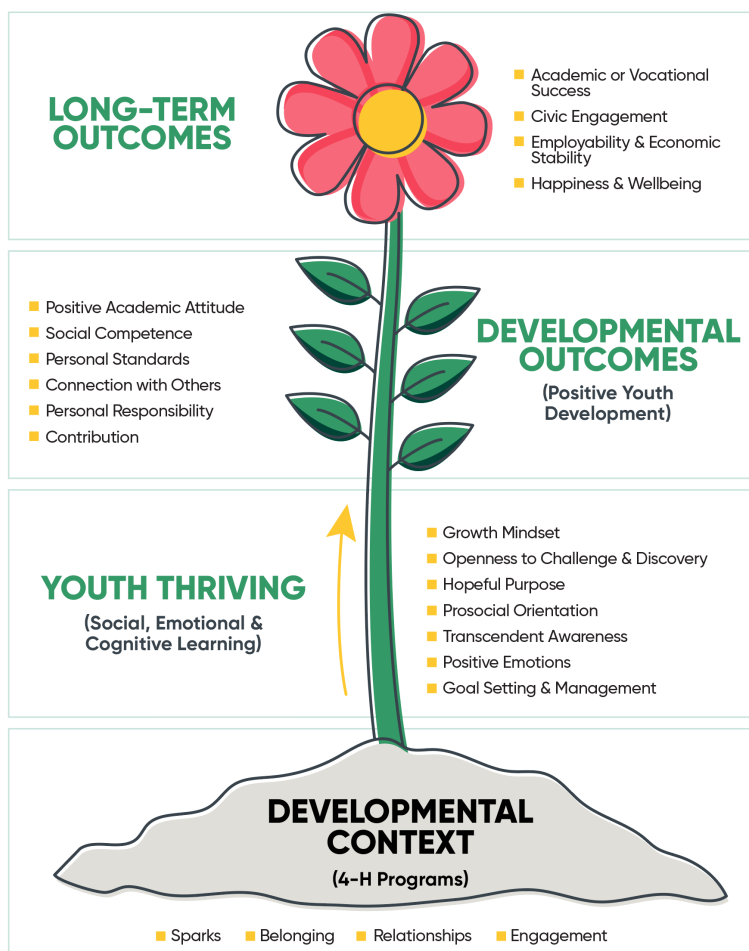 LONG-TERM
OUTCOMES
Academic or Vocational
Success
Civic Engagement
Employability & Economic
Stability
Happiness & Wellbeing
Positive Academic Attitude
Social Competence
Personal Standards
Connection with Others
Personal Responsibility
Contribution
DEVELOPMENTAL
OUTCOMES
(Positive Youth
Development)
YOUTH THRIVING
(Social, Emotional &
Cognitive Learning)
Growth Mindset
Openness to Challenge & Discovery
Hopeful Purpose
Prosocial Orientation
Transcendent Awareness
Positive Emotions
Goal Setting & Management
DEVELOPMENTAL
CONTEXT
(4-H Programs)
Sparks Belonging Relationships Engagement